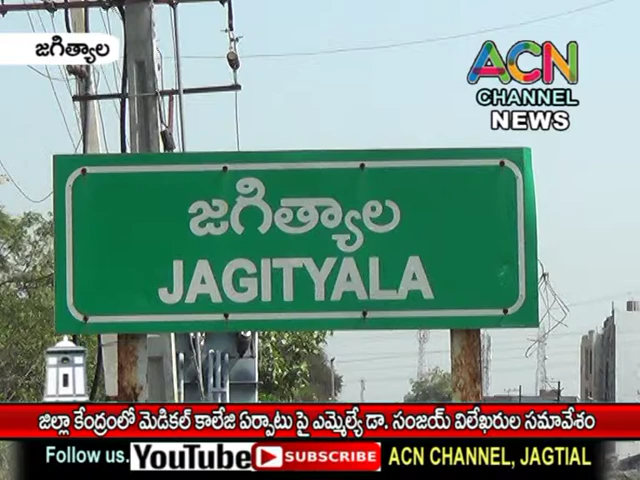 జగిత్యాల
ACN
CHANNEL
NEWS
జగిత్యాల
JAGITYALA
జిల్లా కేంద్రంలో మెడికల్ కాలేజి ఏర్పాటు పై ఎమ్మెల్యే డా. సంజయ్ విలేఖరుల సమావేశం
Follow us. YouTube SUBSCRIBE ACN CHANNEL, JAGTIAL